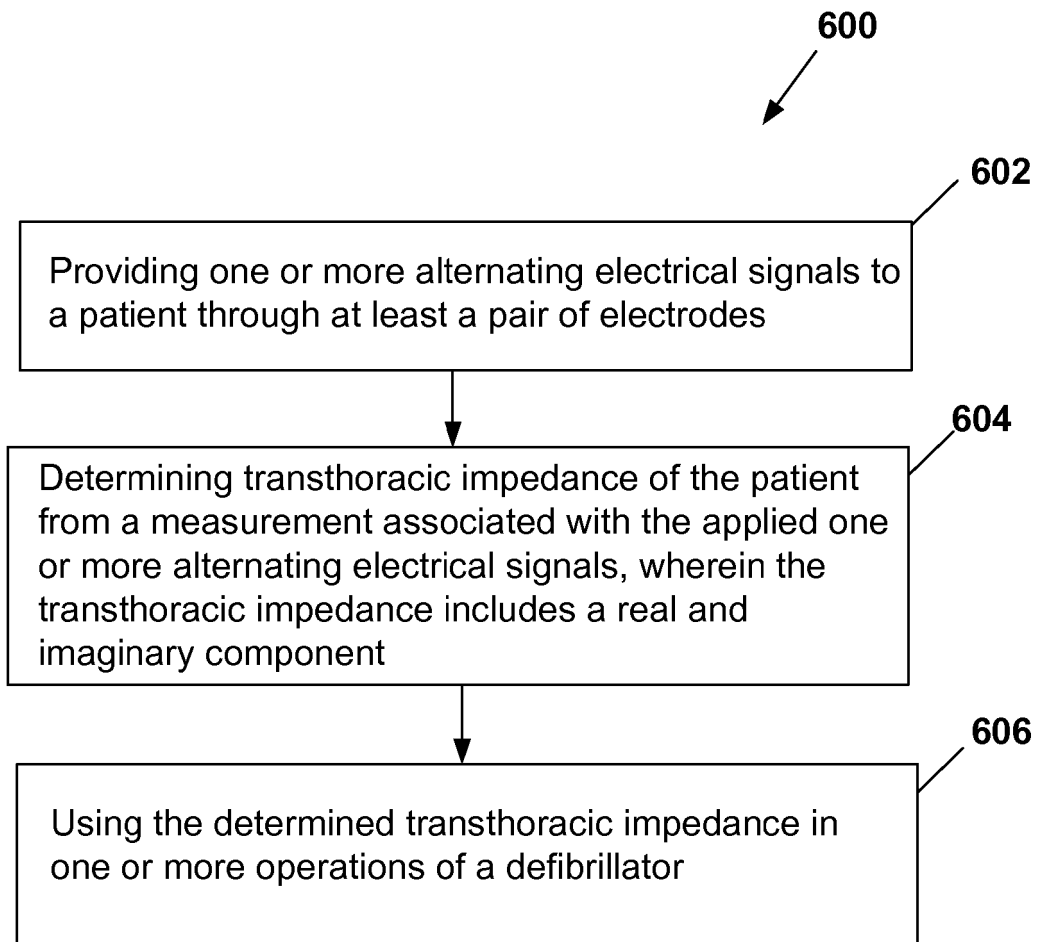 600
602
Providing one or more alternating electrical signals to
a patient through at least a pair of electrodes
604
Determining transthoracic impedance of the patient
from a measurement associated with the applied one
or more alternating electrical signals, wherein the
transthoracic impedance includes a real and
imaginary component
606
Using the determined transthoracic impedance in
one or more operations of a defibrillator